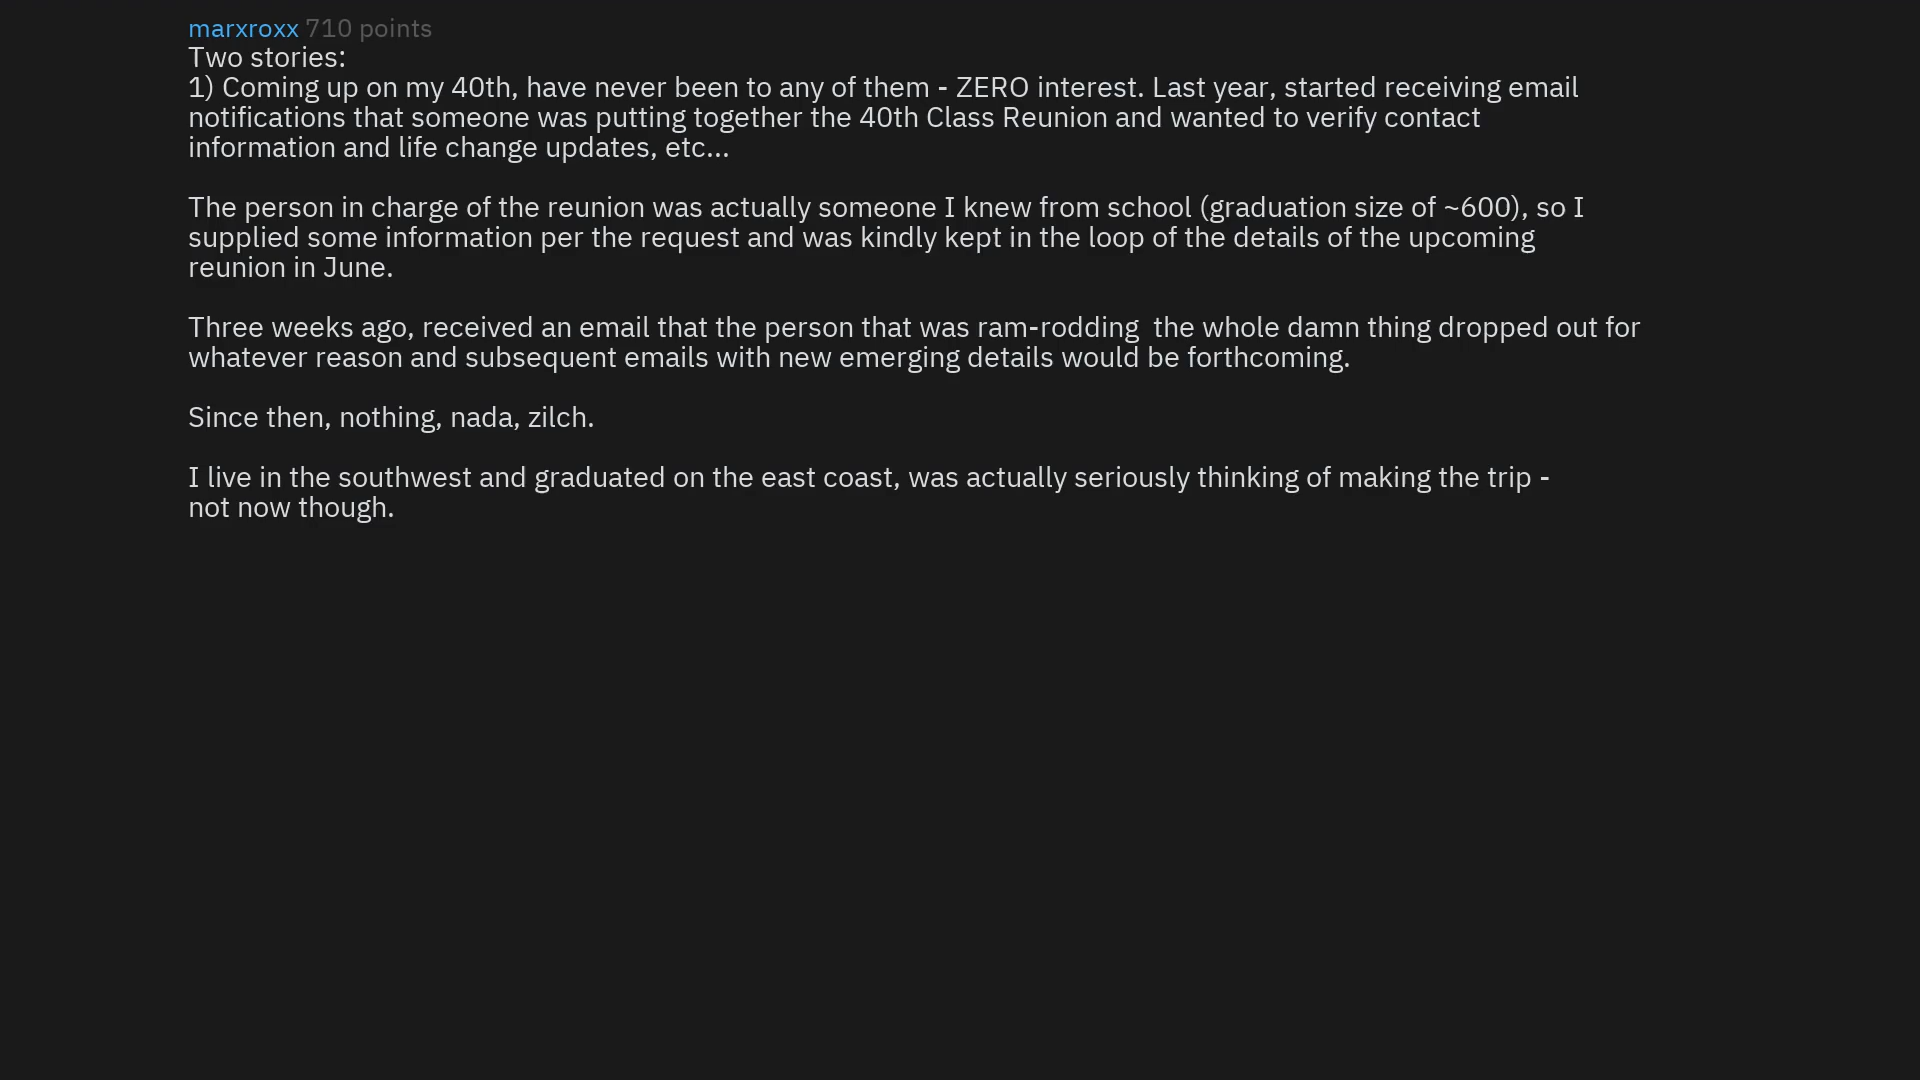 marxroxx 710 points
Two stories:
1) Coming up on my 40th, have never been to any of them - ZERO interest. Last year, started receiving email
notifications that someone was putting together the 40th Class Reunion and wanted to verify contact
information and life change updates, etc...
The person in charge of the reunion was actually someone I knew from school (graduation size of ~600), so I
supplied some information per the request and was kindly kept in the loop of the details of the upcoming
reunion in June.
Three weeks ago, received an email that the person that was ram-rodding  the whole damn thing dropped out for
whatever reason and subsequent emails with new emerging details would be forthcoming.
Since then, nothing, nada, zilch.
I live in the southwest and graduated on the east coast, was actually seriously thinking of making the trip -
not now though.